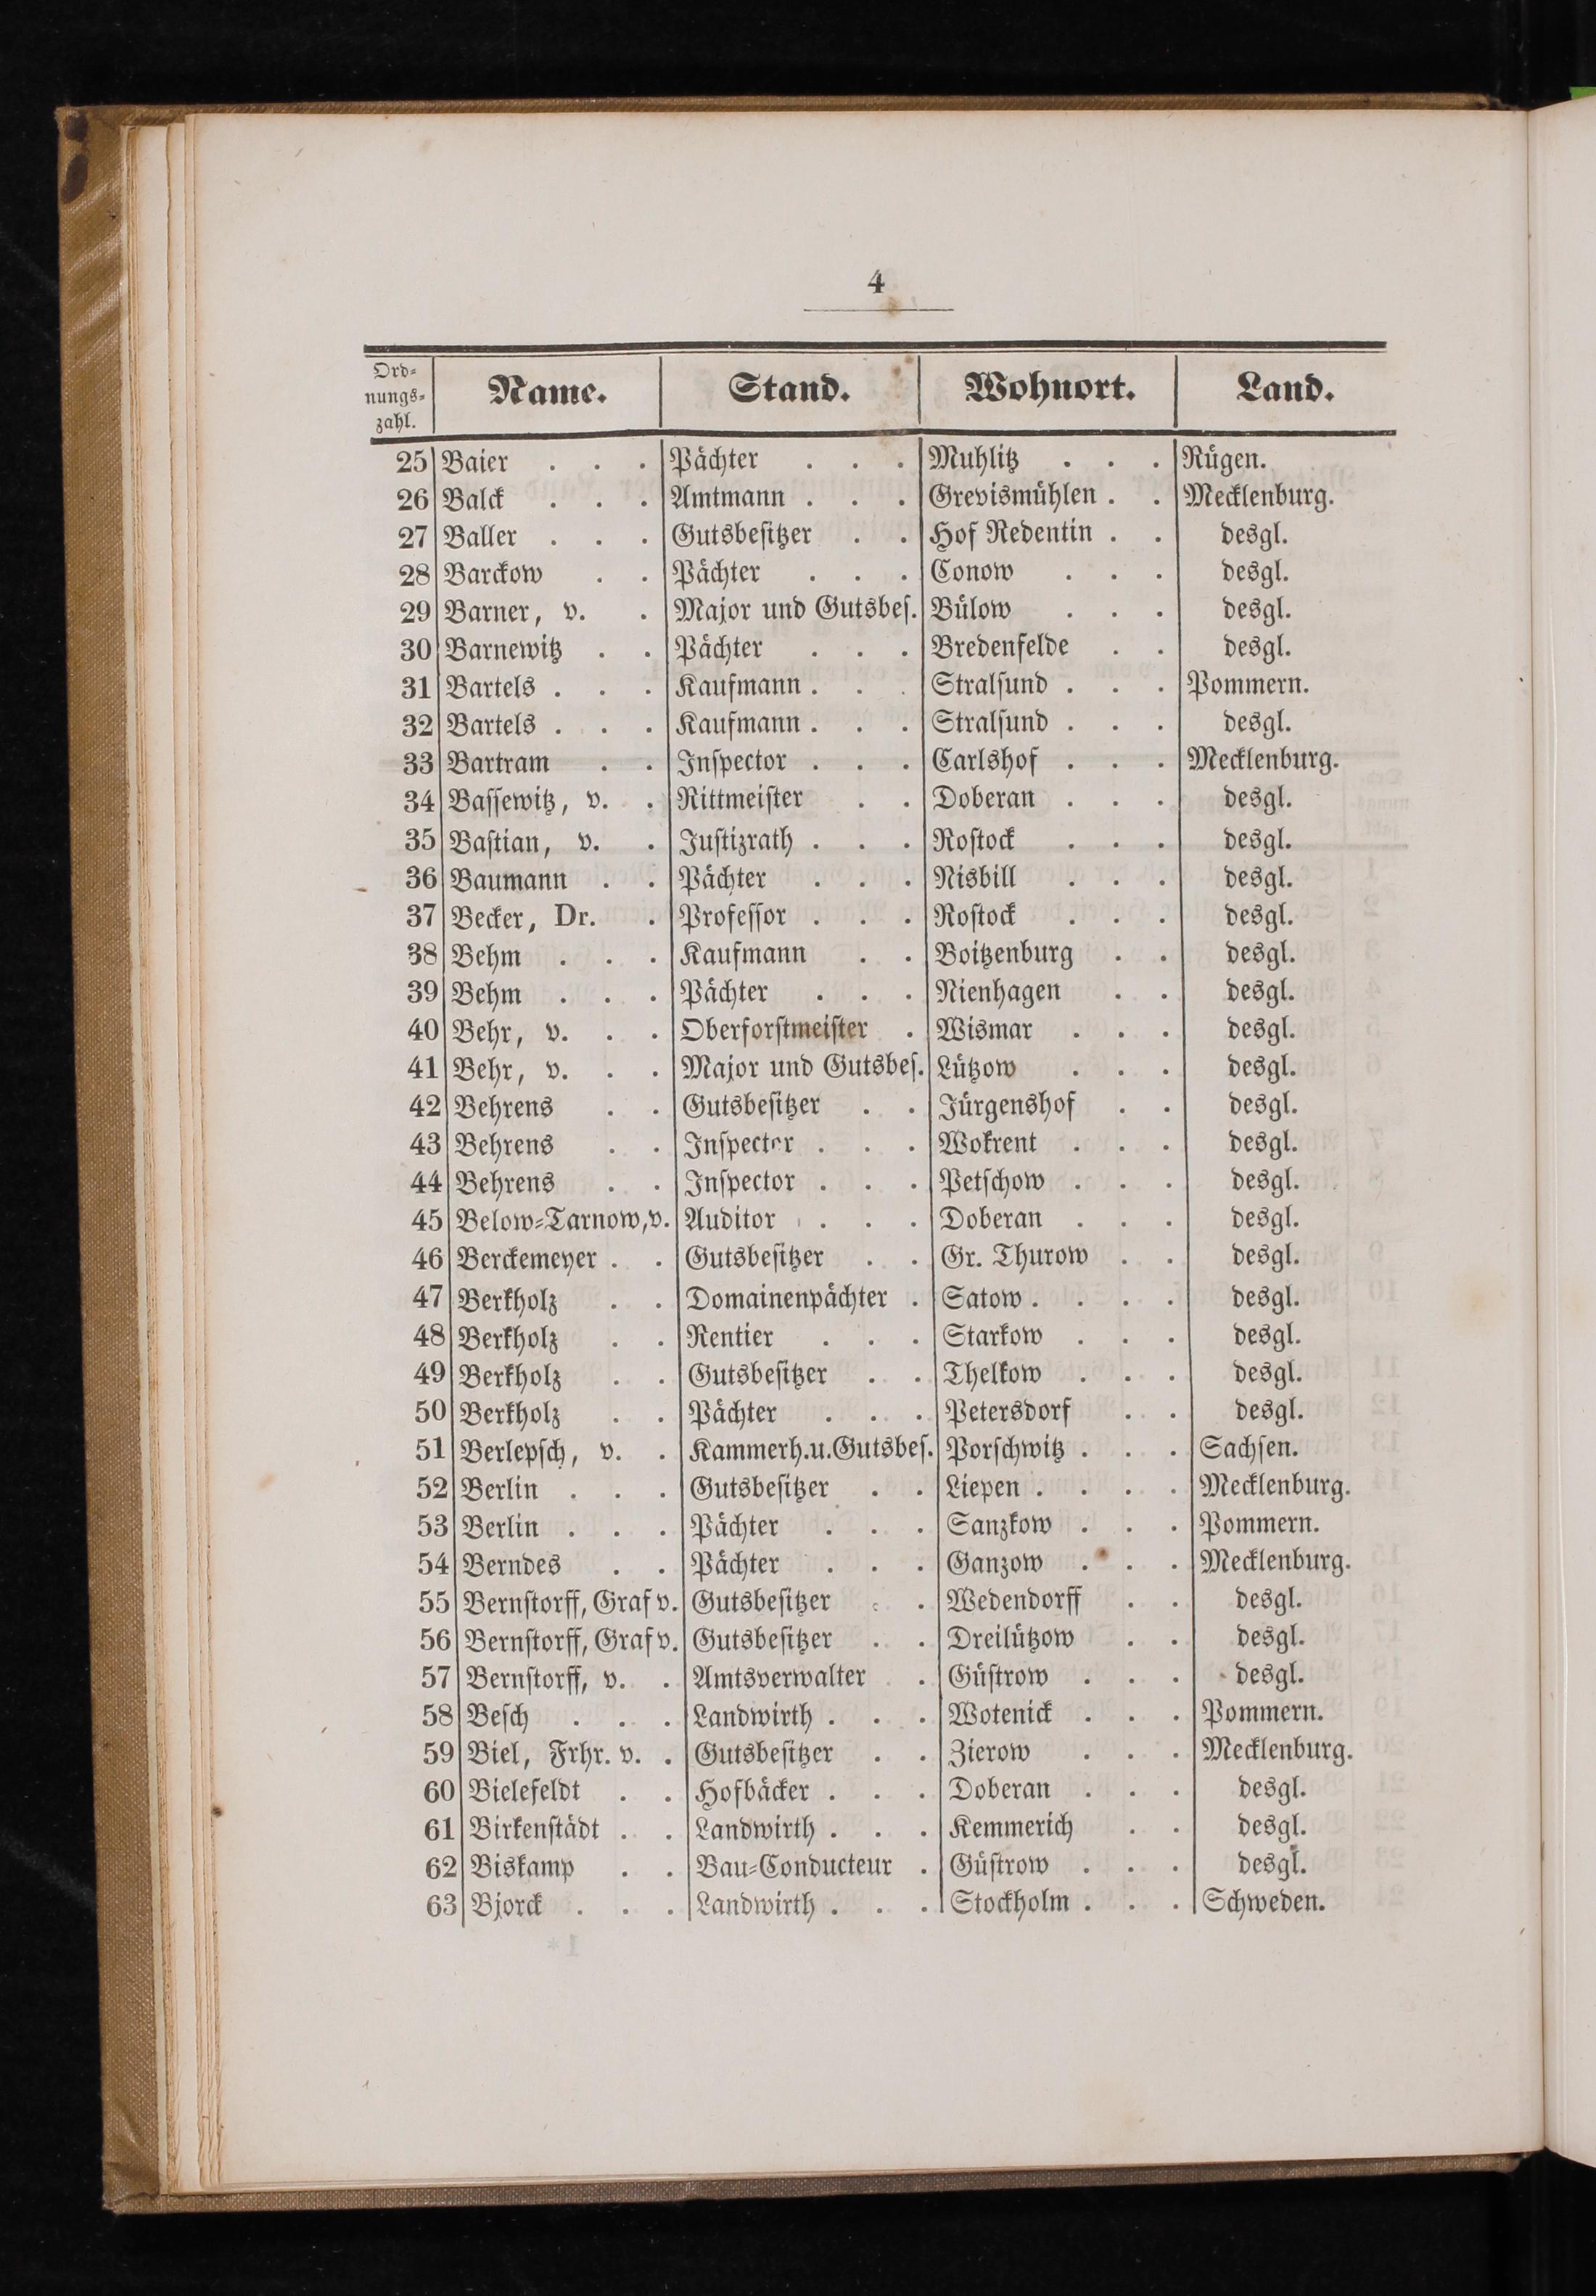 4
Ord-nungs-zahl. Name. Stand. Wohnort. Land.
25 Baier . . . Pächter . . . Muhlitz . . . Rügen.
26 Balck . . . Amtmann . . . Grevismühlen . . Mecklenburg.
27 Baller . . . Gutsbesitzer . . Hof Redentin . . desgl.
28 Barckow . . Pächter . . . Conow . . . desgl.
29 Barner, v. . Major und Gutsbes. Bülow . . . desgl.
30 Barnewitz . . Pächter . . . Bredenfelde . . desgl.
31 Bartels . . . Kaufmann . . . Stralsund . . . Pommern.
32 Bartels . . . Kaufmann . . . Stralsund . . . desgl.
33 Bartram . . Inspector . . . Carlshof . . . Mecklenburg.
34 Bassewitz, v. . Rittmeister . . Doberan . . . desgl.
35 Bastian, v. . Justizrath . . . Rostock . . . desgl.
36 Baumann . . Pächter . . . Nisbill . . . desgl.
37 Becker, Dr. . Professor . . . Rostock . . . desgl.
38 Behm . . . Kaufmann . . Boitzenburg . . desgl.
39 Behm . . . Pächter . . . Nienhagen . . desgl.
40 Behr, v. . . Oberforstmeister . Wismar . . . desgl.
41 Behr, v. . . Major und Gutsbes. Lützow . . . desgl.
42 Behrens . . Gutsbesitzer . . Jürgenshof . . desgl.
43 Behrens . . Inspector . . . Wokrent . . . desgl.
44 Behrens . . Inspector . . . Petschow . . . desgl.
45 Below-Tarnow, v. Auditor . . . Doberan . . . desgl.
46 Berckemeyer . . Gutsbesitzer . . Gr. Thurow . . desgl.
47 Berkholz . . Domainenpächter . Satow . . . . desgl.
48 Berkholz . . Rentier . . . Starkow . . . desgl.
49 Berkholz . . Gutsbesitzer . . Thelkow . . . desgl.
50 Berkholz . . Pächter . . . Petersdorf . . desgl.
51 Berlepsch, v. . Kammerh. u. Gutsbes. Porschwitz . . . Sachsen.
52 Berlin . . . Gutsbesitzer . . Liepen . . . . Mecklenburg.
53 Berlin . . . Pächter . . . Sanzkow . . . Pommern.
54 Berndes . . Pächter . . . Ganzow . . . Mecklenburg.
55 Bernstorff, Graf v. Gutsbesitzer . . Wedendorff . . desgl.
56 Bernstorff, Graf v. Gutsbesitzer . . Dreilützow . . desgl.
57 Bernstorff, v. . Amtsverwalter . Güstrow . . . desgl.
58 Besch . . . Landwirth . . . Wotenick . . . Pommern.
59 Biel, Frhr. v. . Gutsbesitzer . . Zierow . . . Mecklenburg.
60 Bielefeldt . . Hofbäcker . . . Doberan . . . desgl.
61 Birkenstädt . . Landwirth . . . Kemmerich . . desgl.
62 Biskamp . . Bau-Conducteur . Güstrow . . . desgl.
63 Bjorck . . . Landwirth . . . Stockholm . . . Schweden.